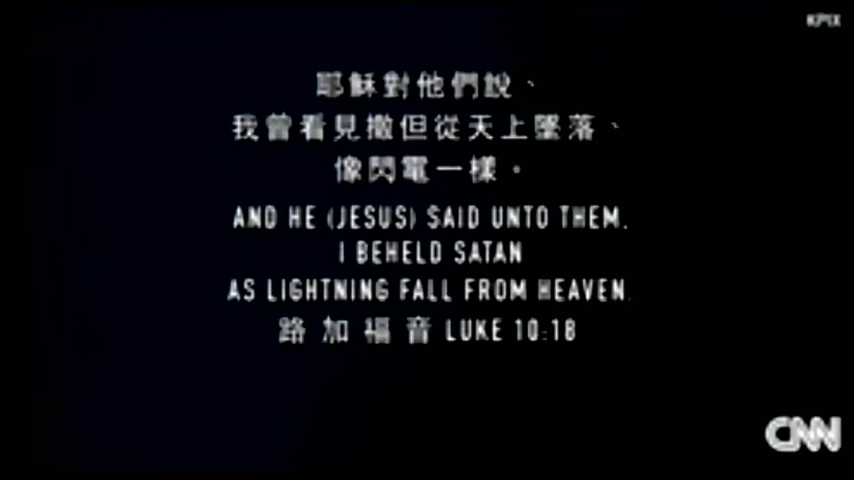 KPIX
耶穌對他們說、
我曾看見撒但從天上墜落、
像閃電一樣。
AND HE (JESUS) SAID UNTO THEM,
I BEHELD SATAN
AS LIGHTNING FALL FROM HEAVEN.
路加福音 LUKE 10:18
CNN